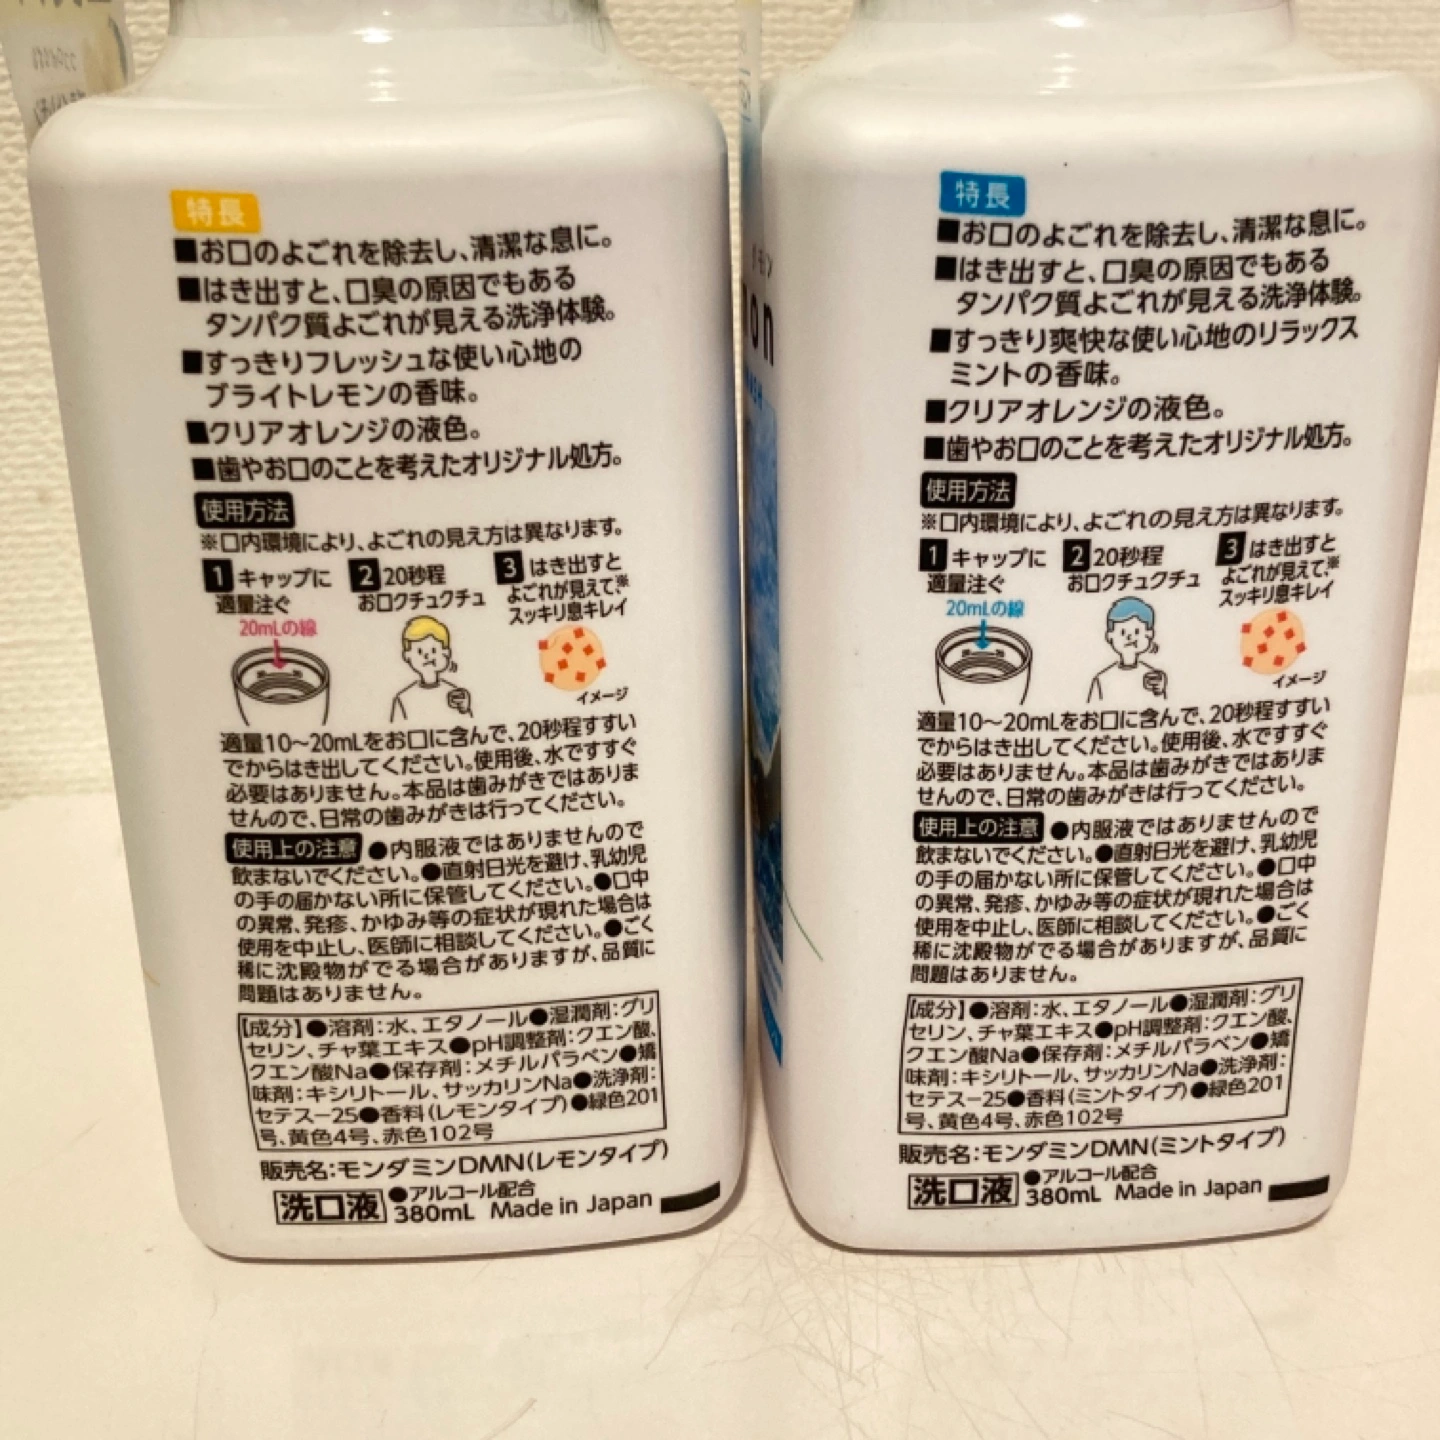 特長
■お口のよごれを除去し、清潔な息に。
■はき出すと、口臭の原因でもある
タンパク質よごれが見える洗浄体験。
■すっきりフレッシュな使い心地の
ブライトレモンの香味。
■クリアオレンジの液色。
■歯やお口のことを考えたオリジナル処方。
使用方法
※口内環境により、よごれの見え方は異なります。
1 キャップに
適量注ぐ
20mLの線
2 20秒程
お口クチュクチュ
3 はき出すと
よごれが見えて、※
スッキリ息キレイ
イメージ
適量10〜20mLをお口に含んで、20秒程すすい
でからはき出してください。使用後、水ですすぐ
必要はありません。本品は歯みがきではありま
せんので、日常の歯みがきは行ってください。
使用上の注意 ●内服液ではありませんので
飲まないでください。●直射日光を避け、乳幼児
の手の届かない所に保管してください。●口中
の異常、発疹、かゆみ等の症状が現れた場合は
使用を中止し、医師に相談してください。●ごく
稀に沈殿物がでる場合がありますが、品質に
問題はありません。
【成分】●溶剤：水、エタノール●湿潤剤：グリ
セリン、チャ葉エキス●pH調整剤：クエン酸、
クエン酸Na●保存剤：メチルパラベン●矯
味剤：キシリトール、サッカリンNa●洗浄剤：
セテス−25●香料（レモンタイプ）●緑色201
号、黄色4号、赤色102号
販売名：モンダミンDMN（レモンタイプ）
洗口液 ●アルコール配合
380mL Made in Japan
特長
■お口のよごれを除去し、清潔な息に。
■はき出すと、口臭の原因でもある
タンパク質よごれが見える洗浄体験。
■すっきり爽快な使い心地のリラックス
ミントの香味。
■クリアオレンジの液色。
■歯やお口のことを考えたオリジナル処方。
使用方法
※口内環境により、よごれの見え方は異なります。
1 キャップに
適量注ぐ
20mLの線
2 20秒程
お口クチュクチュ
3 はき出すと
よごれが見えて、※
スッキリ息キレイ
イメージ
適量10〜20mLをお口に含んで、20秒程すすい
でからはき出してください。使用後、水ですすぐ
必要はありません。本品は歯みがきではありま
せんので、日常の歯みがきは行ってください。
使用上の注意 ●内服液ではありませんので
飲まないでください。●直射日光を避け、乳幼児
の手の届かない所に保管してください。●口中
の異常、発疹、かゆみ等の症状が現れた場合は
使用を中止し、医師に相談してください。●ごく
稀に沈殿物がでる場合がありますが、品質に
問題はありません。
【成分】●溶剤：水、エタノール●湿潤剤：グリ
セリン、チャ葉エキス●pH調整剤：クエン酸、
クエン酸Na●保存剤：メチルパラベン●矯
味剤：キシリトール、サッカリンNa●洗浄剤：
セテス−25●香料（ミントタイプ）●緑色201
号、黄色4号、赤色102号
販売名：モンダミンDMN（ミントタイプ）
洗口液 ●アルコール配合
380mL Made in Japan